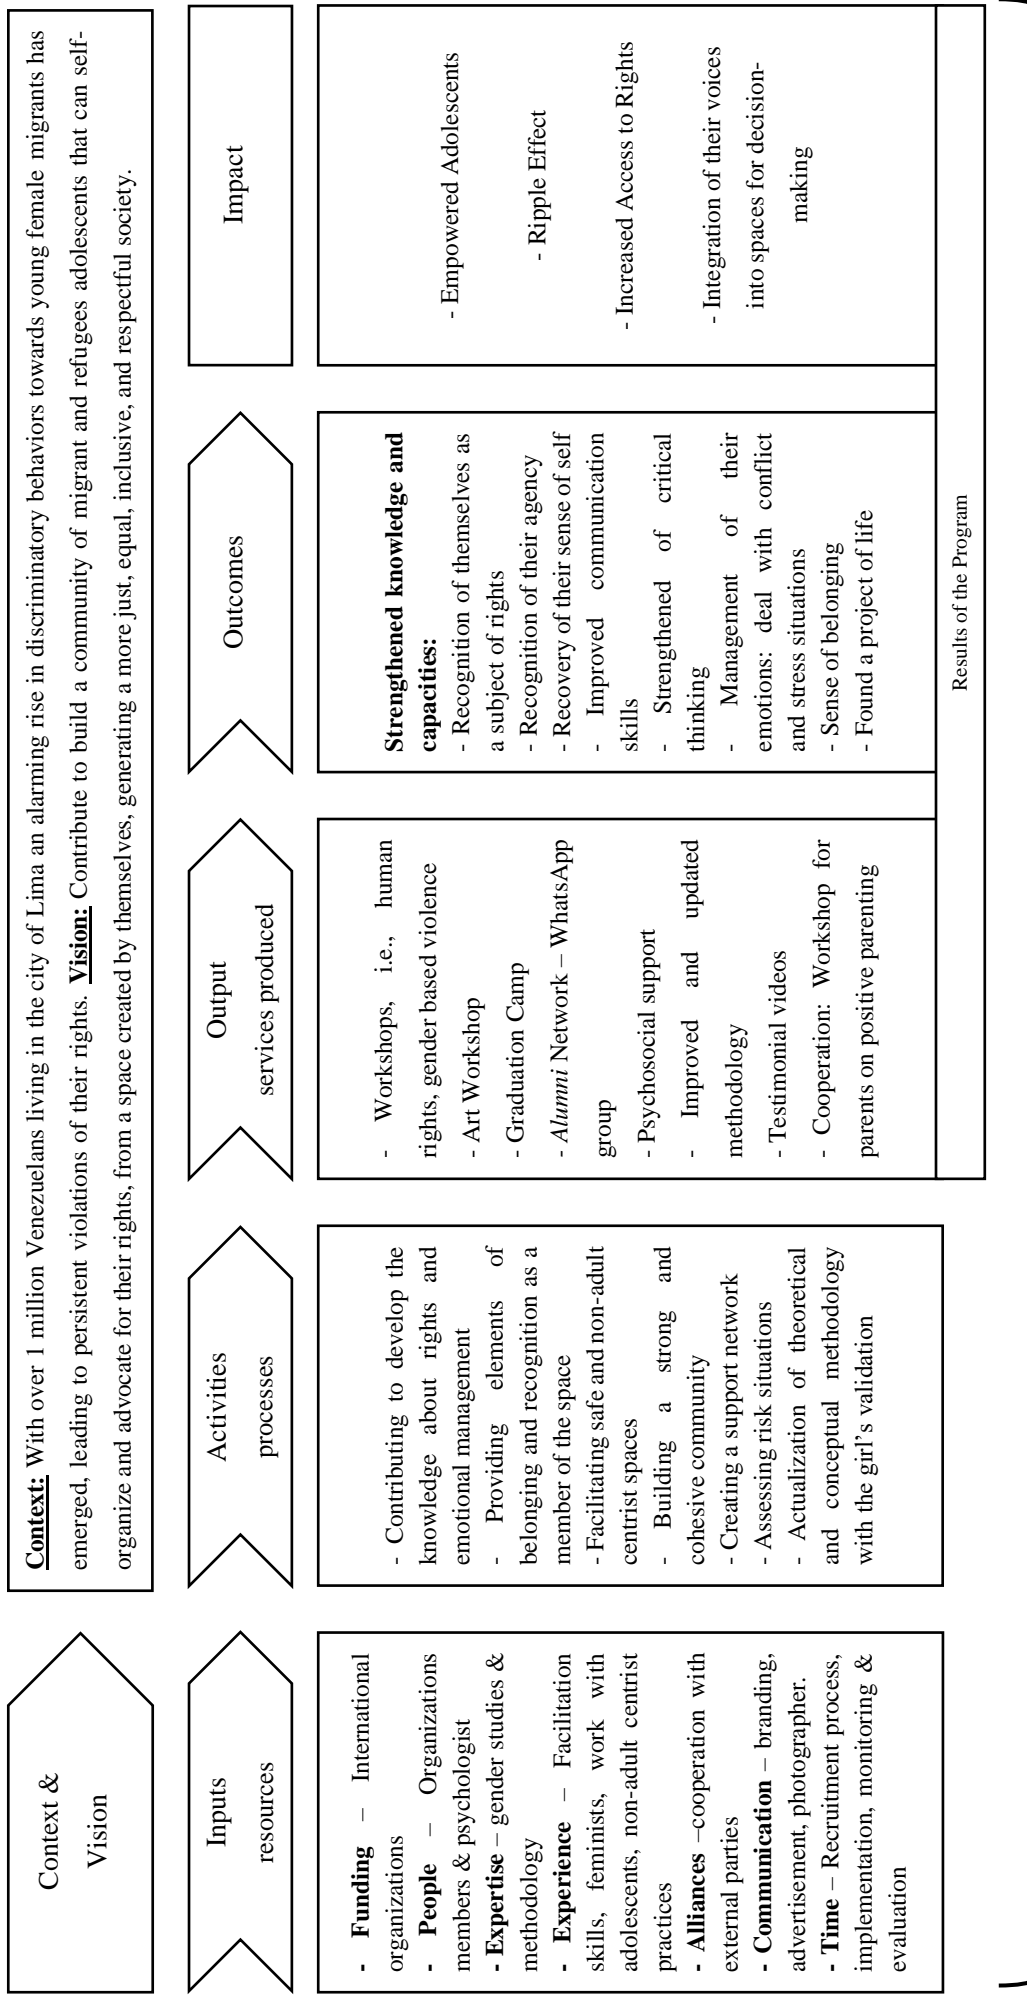 Context &
Vision
Context: With over 1 million Venezuelans living in the city of Lima an alarming rise in discriminatory behaviors towards young female migrants has
emerged, leading to persistent violations of their rights. Vision: Contribute to build a community of migrant and refugees adolescents that can self-
organize and advocate for their rights, from a space created by themselves, generating a more just, equal, inclusive, and respectful society.
Inputs
resources
Activities
processes
Output
services produced
Outcomes
Impact
- Funding – International
organizations
- People – Organizations
members & psychologist
- Expertise – gender studies &
methodology
- Experience – Facilitation
skills, feminists, work with
adolescents, non-adult centrist
practices
- Alliances –cooperation with
external parties
- Communication – branding,
advertisement, photographer.
- Time – Recruitment process,
implementation, monitoring &
evaluation
- Contributing to develop the
knowledge about rights and
emotional management
- Providing elements of
belonging and recognition as a
member of the space
- Facilitating safe and non-adult
centrist spaces
- Building a strong and
cohesive community
- Creating a support network
- Assessing risk situations
- Actualization of theoretical
and conceptual methodology
with the girl's validation
- Workshops, i.e., human
rights, gender based violence
- Art Workshop
- Graduation Camp
- Alumni Network – WhatsApp
group
- Psychosocial support
- Improved and updated
methodology
- Testimonial videos
- Cooperation: Workshop for
parents on positive parenting
Strengthened knowledge and
capacities:
- Recognition of themselves as
a subject of rights
- Recognition of their agency
- Recovery of their sense of self
- Improved communication
skills
- Strengthened of critical
thinking
- Management of their
emotions: deal with conflict
and stress situations
- Sense of belonging
- Found a project of life
- Empowered Adolescents
- Ripple Effect
- Increased Access to Rights
- Integration of their voices
into spaces for decision-
making
Results of the Program